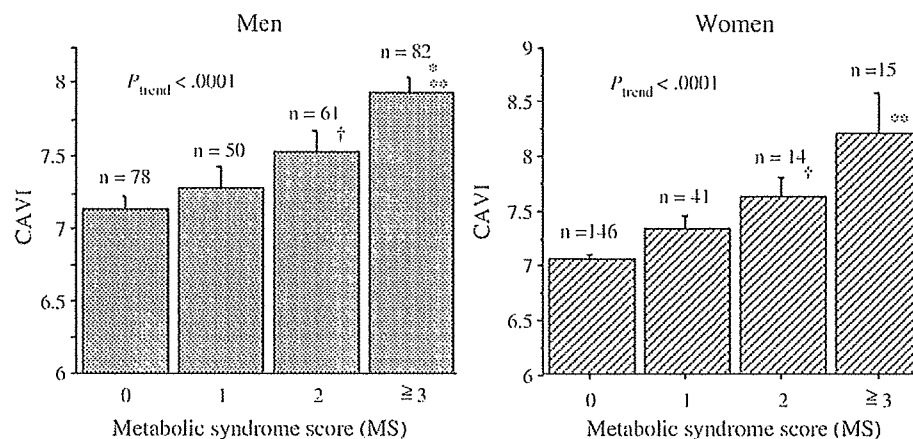 Men
CAVI
8
7.5
7
6.5
6
P trend < .0001
n = 78
n = 50
n = 61
†
n = 82
*
**
0
1
2
≧3
Metabolic syndrome score (MS)
Women
CAVI
9
8.5
8
7.5
7
6.5
6
P trend < .0001
n =146
n = 41
n = 14
†
n =15
**
0
1
2
≧3
Metabolic syndrome score (MS)